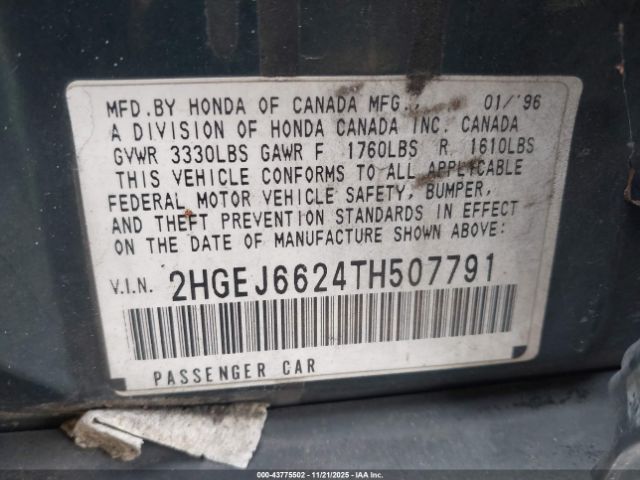 MFD.BY HONDA OF CANADA MFG., 01/'96
A DIVISION OF HONDA CANADA INC. CANADA
GVWR 3330LBS GAWR F 1760LBS R 1610LBS
THIS VEHICLE CONFORMS TO ALL APPLICABLE
FEDERAL MOTOR VEHICLE SAFETY, BUMPER,
AND THEFT PREVENTION STANDARDS IN EFFECT
ON THE DATE OF MANUFACTURE SHOWN ABOVE:
V.I.N. 2HGEJ6624TH507791
PASSENGER CAR
© - 43775502 - 11/21/2025 - IAA Inc.